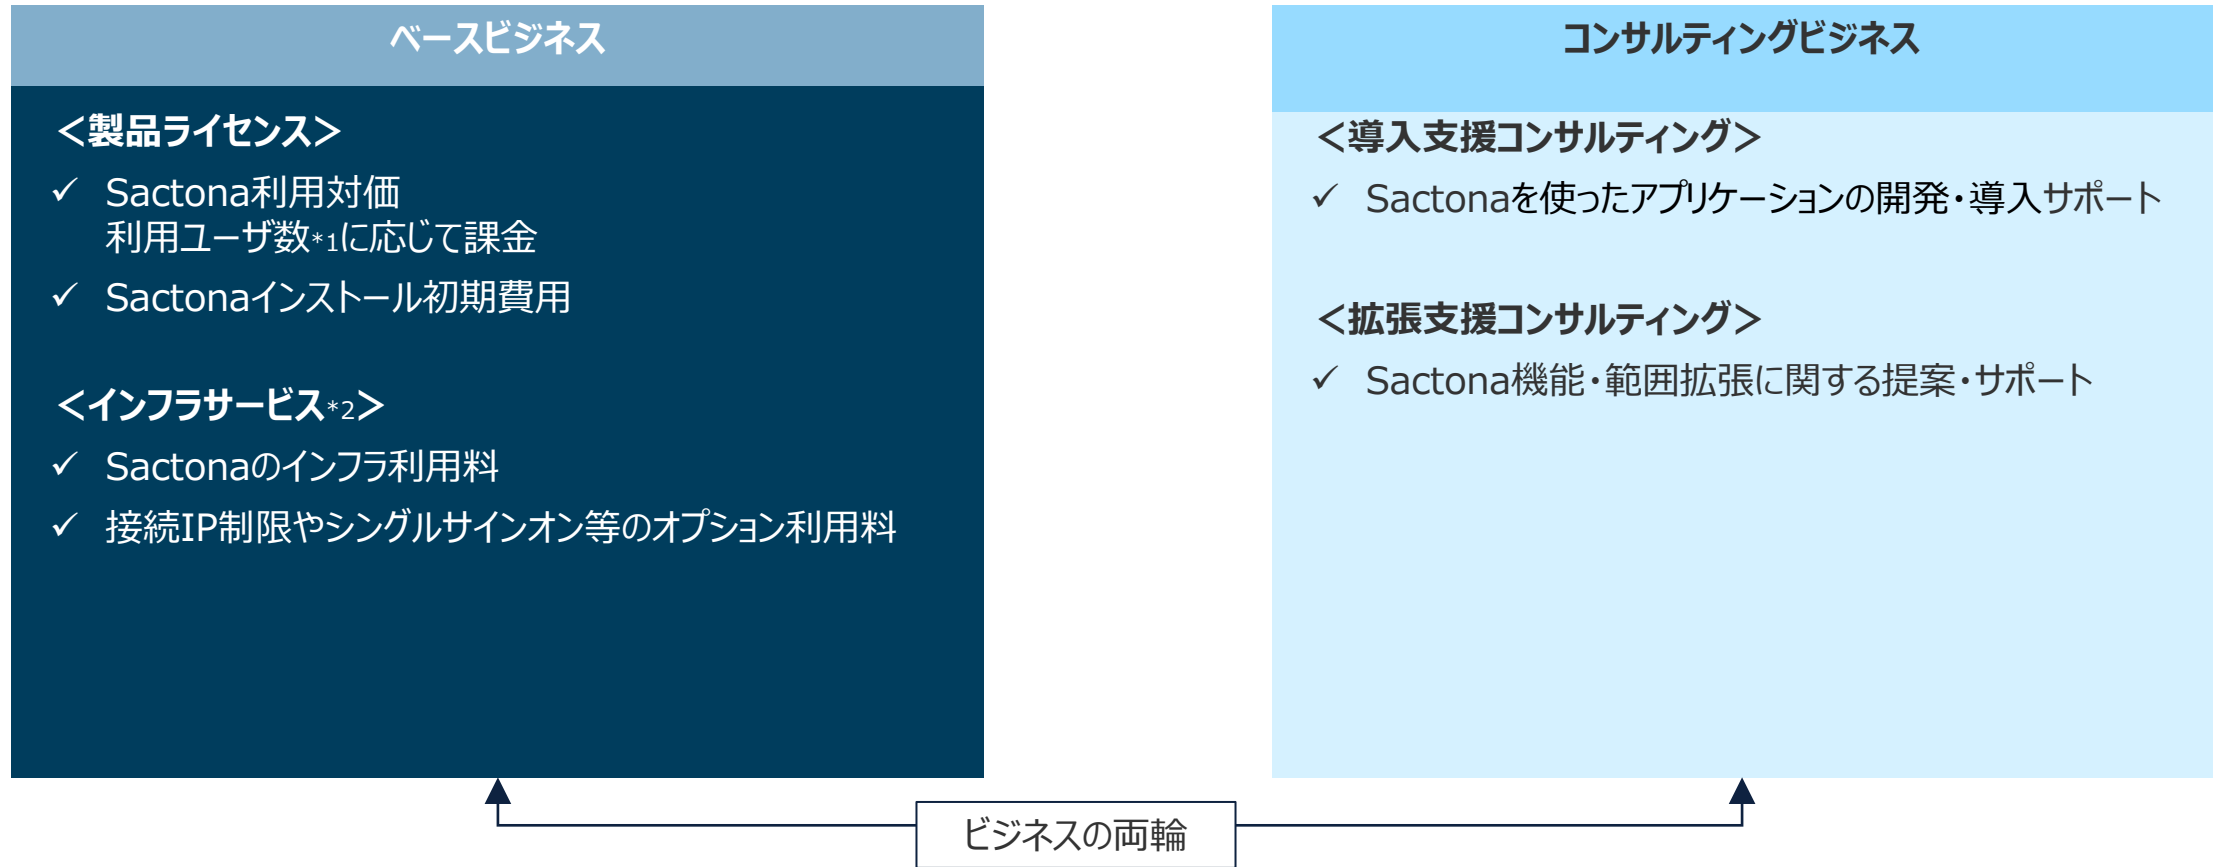 ベースビジネス
＜製品ライセンス＞
✓ Sactona利用対価
利用ユーザ数*1に応じて課金
✓ Sactonaインストール初期費用
＜インフラサービス*2＞
✓ Sactonaのインフラ利用料
✓ 接続IP制限やシングルサインオン等のオプション利用料
コンサルティングビジネス
＜導入支援コンサルティング＞
✓ Sactonaを使ったアプリケーションの開発・導入サポート
＜拡張支援コンサルティング＞
✓ Sactona機能・範囲拡張に関する提案・サポート
ビジネスの両輪